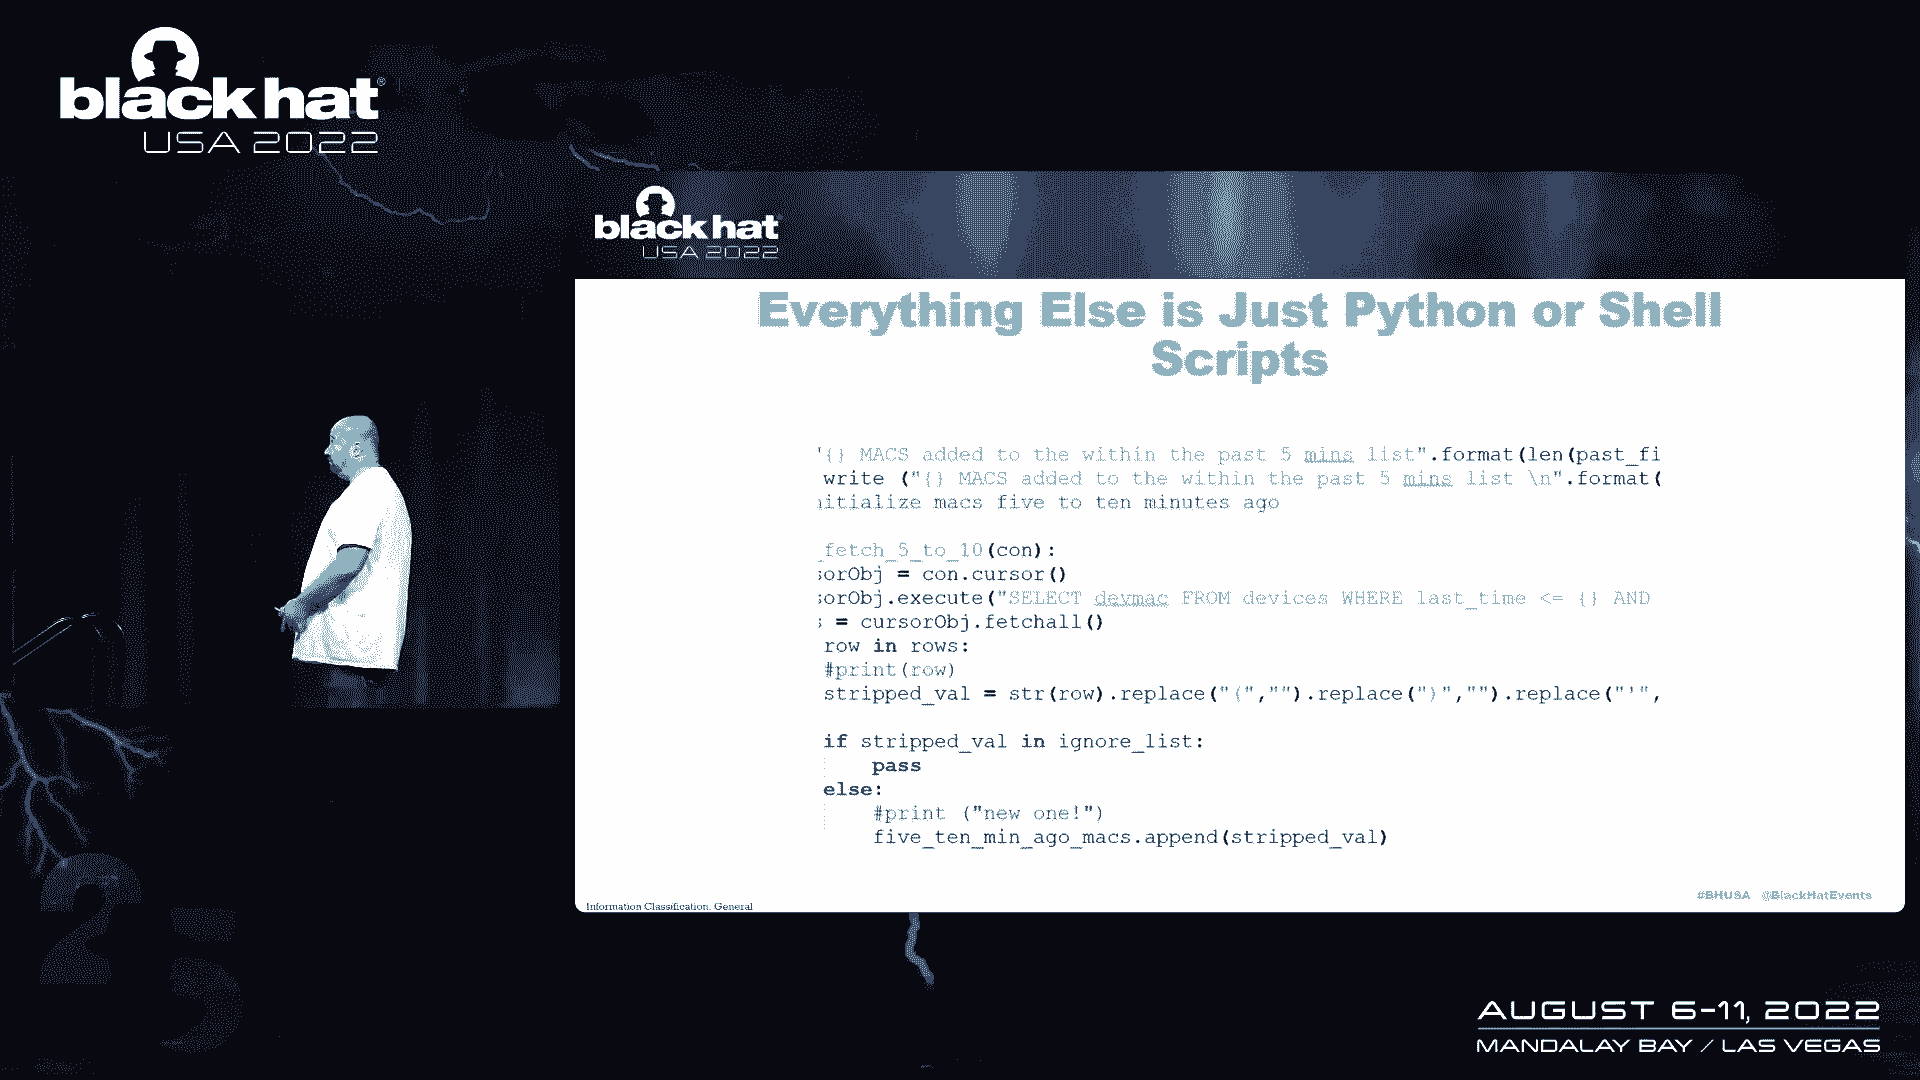 black hat®
USA 2022
black hat
USA 2022
Everything Else is Just Python or Shell
Scripts
"{} MACS added to the within the past 5 mins list".format(len(past_fi
write ("{} MACS added to the within the past 5 mins list \n".format(
nitialize macs five to ten minutes ago
_fetch_5_to_10(con):
sorObj = con.cursor()
sorObj.execute("SELECT devmac FROM devices WHERE last_time <= {} AND
s = cursorObj.fetchall()
row in rows:
#print(row)
stripped_val = str(row).replace("(","").replace(")","").replace("'",
if stripped_val in ignore_list:
pass
else:
#print ("new one!")
five_ten_min_ago_macs.append(stripped_val)
Information Classification: General
#BHUSA @BlackHatEvents
25
AUGUST 6-11, 2022
MANDALAY BAY / LAS VEGAS